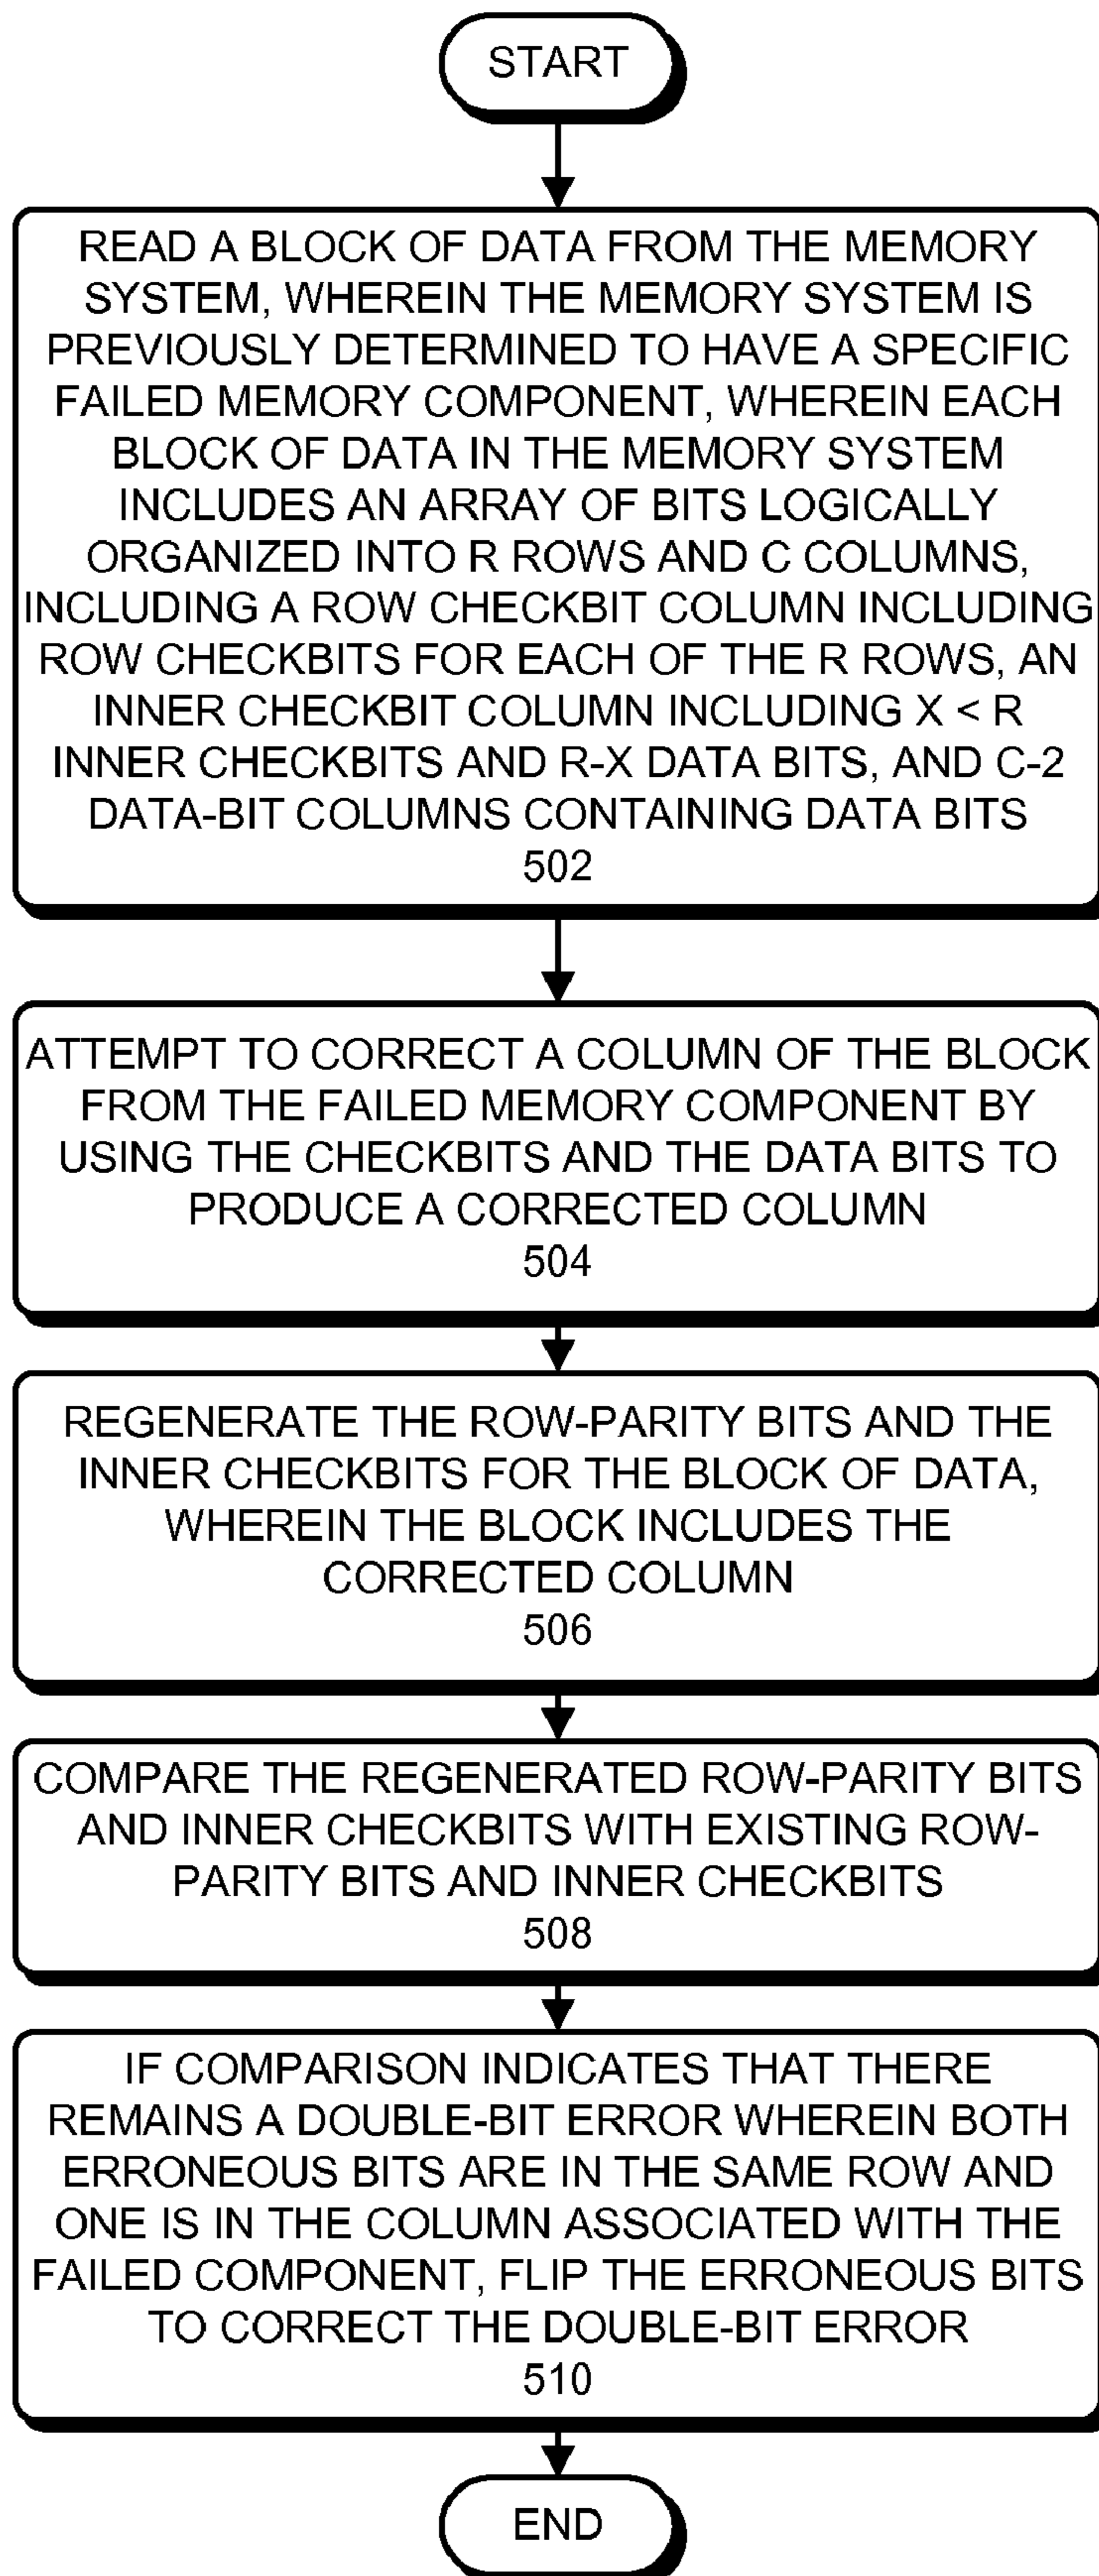 START
READ A BLOCK OF DATA FROM THE MEMORY
SYSTEM, WHEREIN THE MEMORY SYSTEM IS
PREVIOUSLY DETERMINED TO HAVE A SPECIFIC
FAILED MEMORY COMPONENT, WHEREIN EACH
BLOCK OF DATA IN THE MEMORY SYSTEM
INCLUDES AN ARRAY OF BITS LOGICALLY
ORGANIZED INTO R ROWS AND C COLUMNS,
INCLUDING A ROW CHECKBIT COLUMN INCLUDING
ROW CHECKBITS FOR EACH OF THE R ROWS, AN
INNER CHECKBIT COLUMN INCLUDING X < R
INNER CHECKBITS AND R-X DATA BITS, AND C-2
DATA-BIT COLUMNS CONTAINING DATA BITS
502
ATTEMPT TO CORRECT A COLUMN OF THE BLOCK
FROM THE FAILED MEMORY COMPONENT BY
USING THE CHECKBITS AND THE DATA BITS TO
PRODUCE A CORRECTED COLUMN
504
REGENERATE THE ROW-PARITY BITS AND THE
INNER CHECKBITS FOR THE BLOCK OF DATA,
WHEREIN THE BLOCK INCLUDES THE
CORRECTED COLUMN
506
COMPARE THE REGENERATED ROW-PARITY BITS
AND INNER CHECKBITS WITH EXISTING ROW-
PARITY BITS AND INNER CHECKBITS
508
IF COMPARISON INDICATES THAT THERE
REMAINS A DOUBLE-BIT ERROR WHEREIN BOTH
ERRONEOUS BITS ARE IN THE SAME ROW AND
ONE IS IN THE COLUMN ASSOCIATED WITH THE
FAILED COMPONENT, FLIP THE ERRONEOUS BITS
TO CORRECT THE DOUBLE-BIT ERROR
510
END